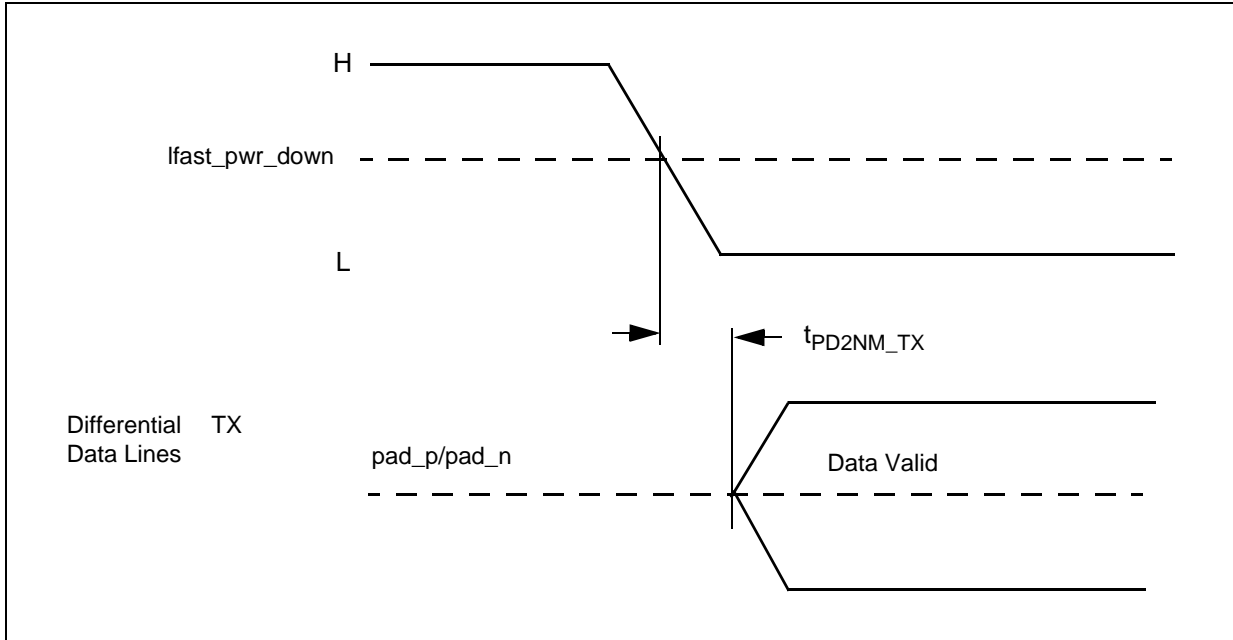 H
lfast_pwr_down
L
tPD2NM_TX
Differential TX
Data Lines
pad_p/pad_n
Data Valid